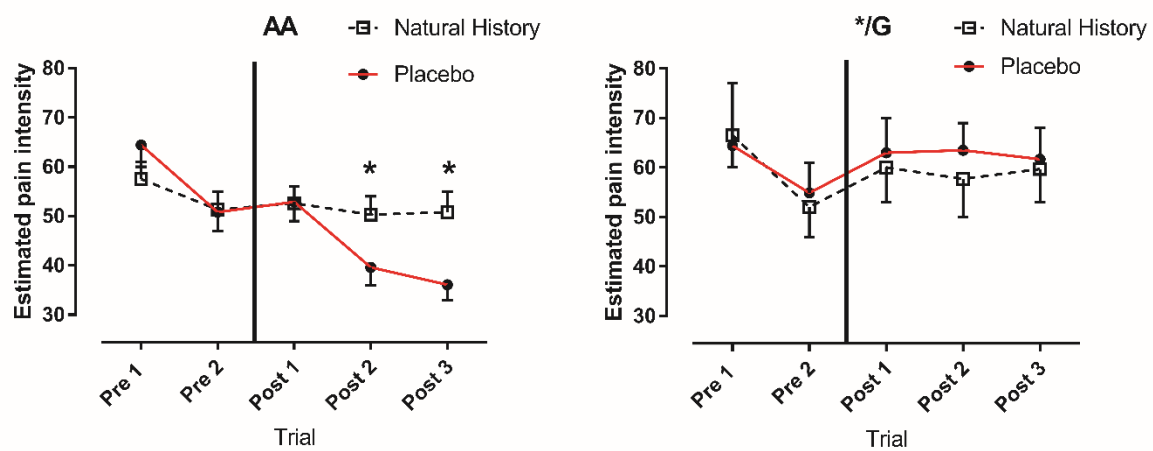 AA
Natural History
Placebo
Estimated pain intensity
80
70
60
50
40
30
*
*
Pre 1
Pre 2
Post 1
Post 2
Post 3
Trial
*/G
Natural History
Placebo
Estimated pain intensity
80
70
60
50
40
30
Pre 1
Pre 2
Post 1
Post 2
Post 3
Trial